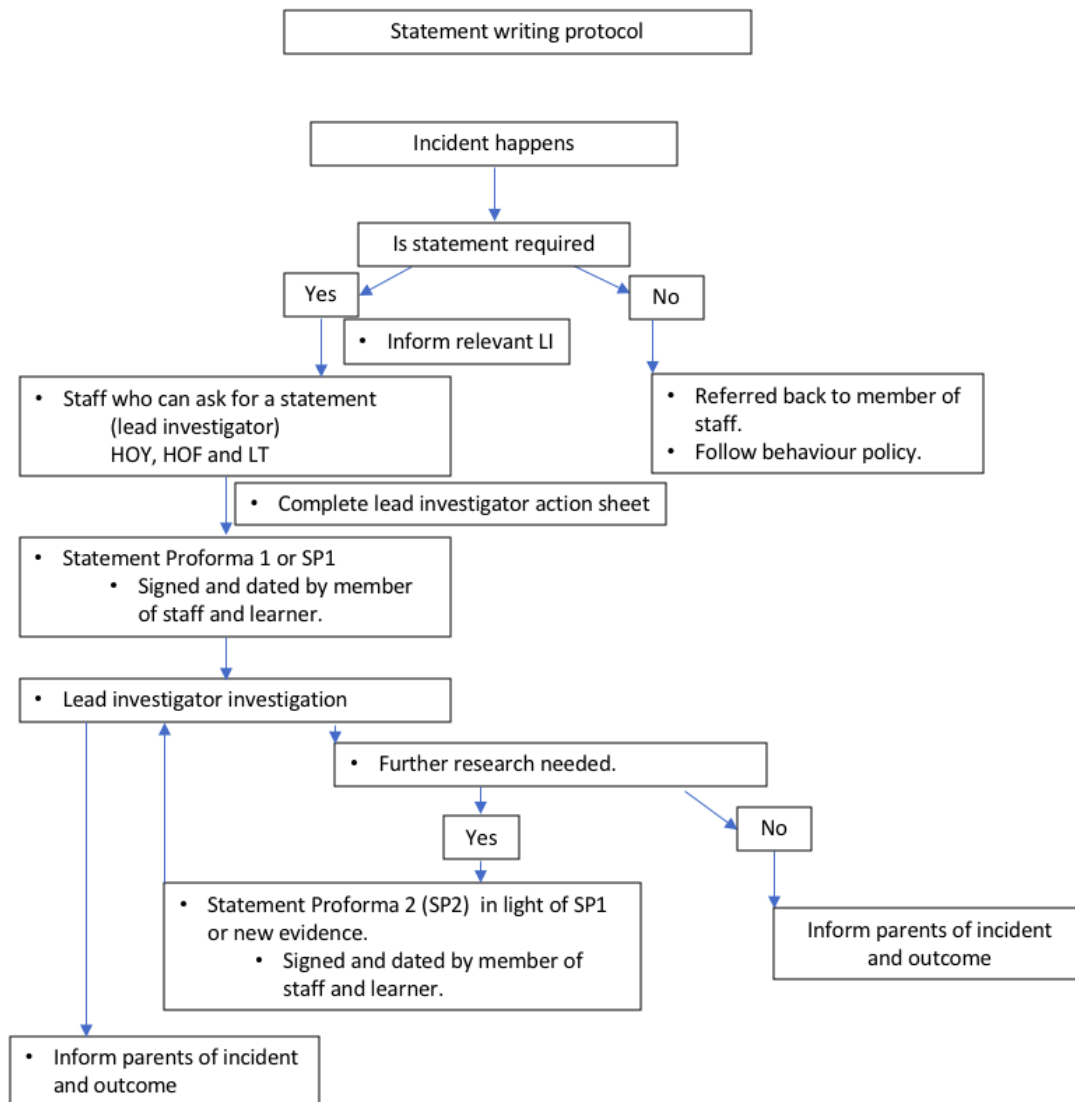 Statement writing protocol
Incident happens
Is statement required
Yes
No
• Inform relevant LI
• Staff who can ask for a statement
(lead investigator)
HOY, HOF and LT
• Referred back to member of
staff.
• Follow behaviour policy.
• Complete lead investigator action sheet
• Statement Proforma 1 or SP1
• Signed and dated by member
of staff and learner.
• Lead investigator investigation
• Further research needed.
Yes
No
• Statement Proforma 2 (SP2) in light of SP1
or new evidence.
• Signed and dated by member of
staff and learner.
Inform parents of incident
and outcome
• Inform parents of incident
and outcome